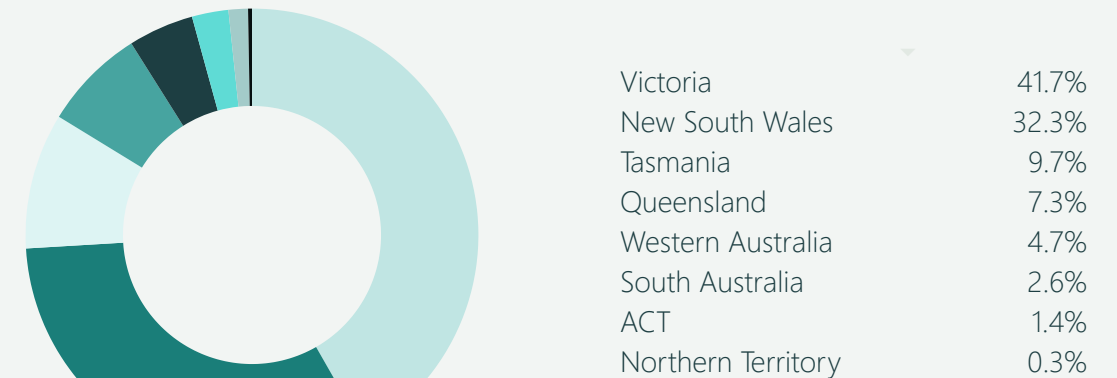 Victoria 41.7%
New South Wales 32.3%
Tasmania 9.7%
Queensland 7.3%
Western Australia 4.7%
South Australia 2.6%
ACT 1.4%
Northern Territory 0.3%